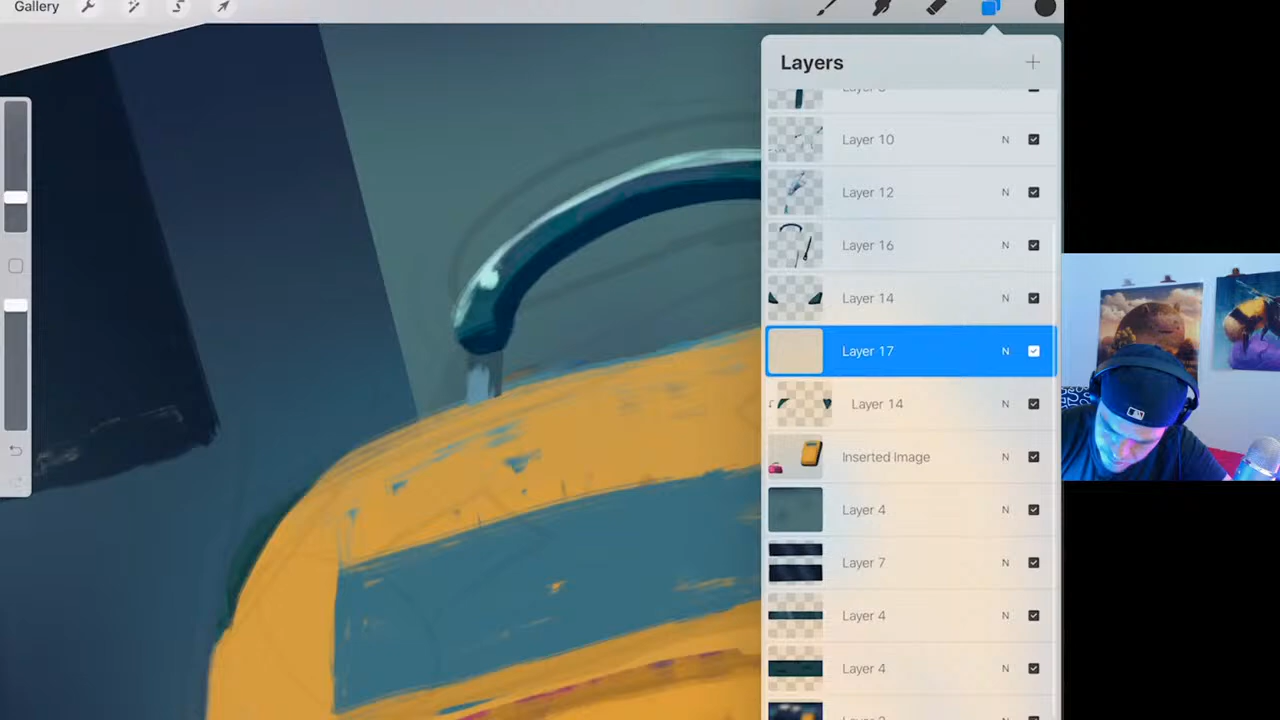 Gallery
Layers
Layer 10 N
Layer 12 N
Layer 16 N
Layer 14 N
Layer 17 N
Layer 14 N
Inserted Image N
Layer 4 N
Layer 7 N
Layer 4 N
Layer 4 N